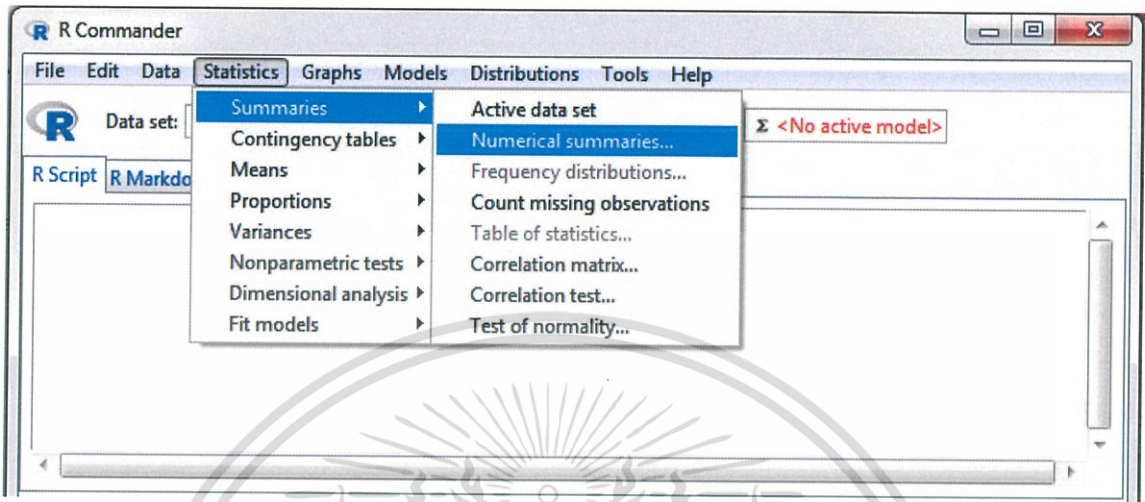 R Commander
File Edit Data Statistics Graphs Models Distributions Tools Help
R Data set: Σ <No active model>
R Script R Markdo
Summaries
Contingency tables
Means
Proportions
Variances
Nonparametric tests
Dimensional analysis
Fit models
Active data set
Numerical summaries...
Frequency distributions...
Count missing observations
Table of statistics...
Correlation matrix...
Correlation test...
Test of normality...